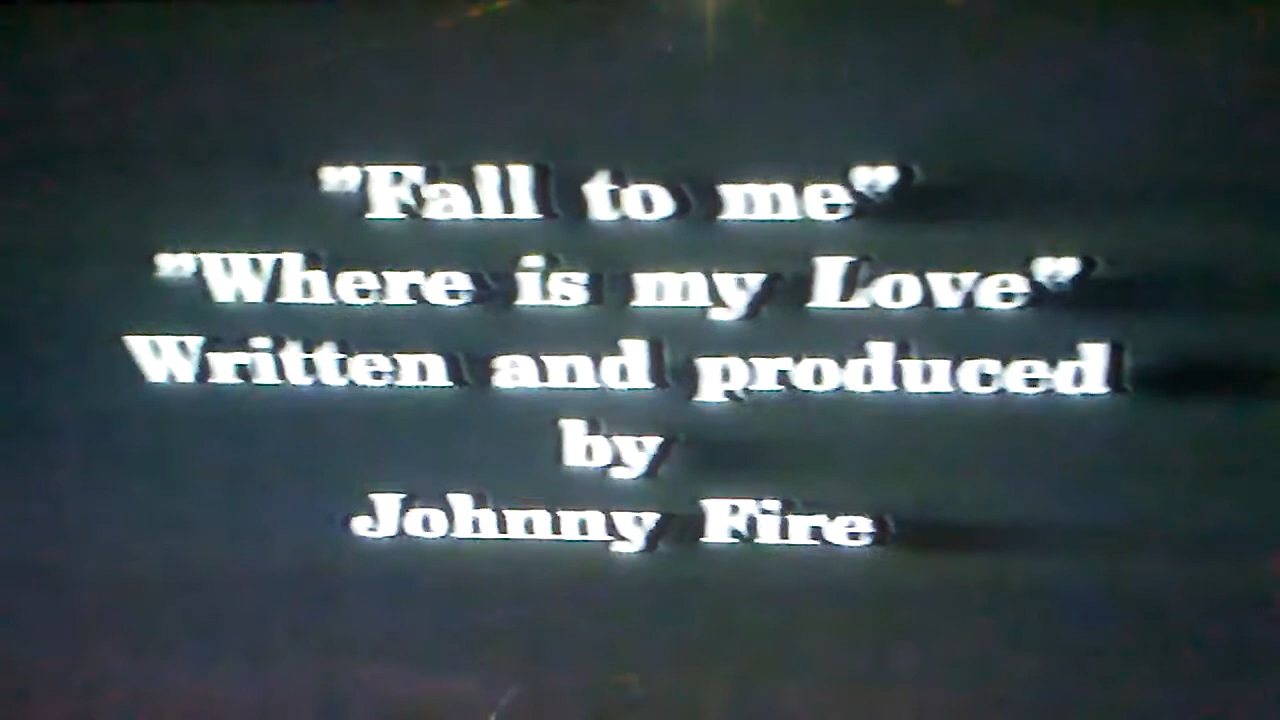 "Fall to me"
"Where is my Love"
Written and produced
by
Johnny Fire